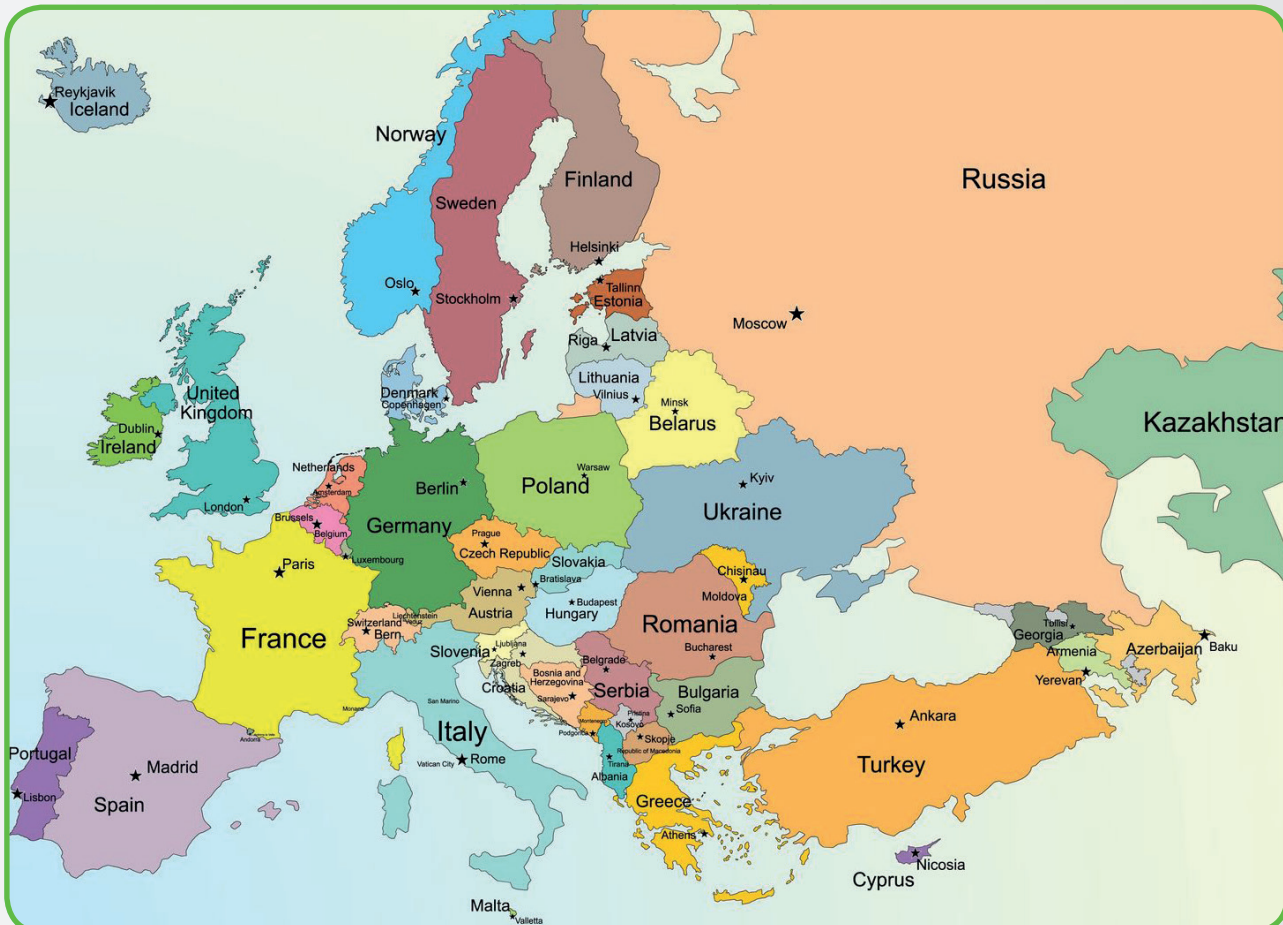 Reykjavik
Iceland
Norway
Sweden
Finland
Russia
Helsinki
Oslo
Stockholm
Tallinn
Estonia
Moscow
Riga
Latvia
Lithuania
Vilnius
Denmark
Copenhagen
Minsk
Belarus
United
Kingdom
Dublin
Ireland
London
Kazakhstan
Netherlands
Amsterdam
Brussels
Belgium
Luxembourg
Berlin
Germany
Warsaw
Poland
Kyiv
Ukraine
Prague
Czech Republic
Slovakia
Bratislava
Vienna
Austria
Budapest
Hungary
Chisinau
Moldova
Paris
France
Liechtenstein
Vaduz
Switzerland
Bern
Romania
Bucharest
Slovenia
Ljubljana
Zagreb
Croatia
Bosnia and
Herzegovina
Sarajevo
Belgrade
Serbia
Bulgaria
Sofia
Tbilisi
Georgia
Armenia
Yerevan
Azerbaijan
Baku
San Marino
Monaco
Italy
Vatican City
Rome
Montenegro
Podgorica
Pristina
Kosovo
Skopje
Republic of Macedonia
Tirana
Albania
Greece
Athens
Ankara
Turkey
Andorra
Portugal
Lisbon
Madrid
Spain
Cyprus
Nicosia
Malta
Valletta